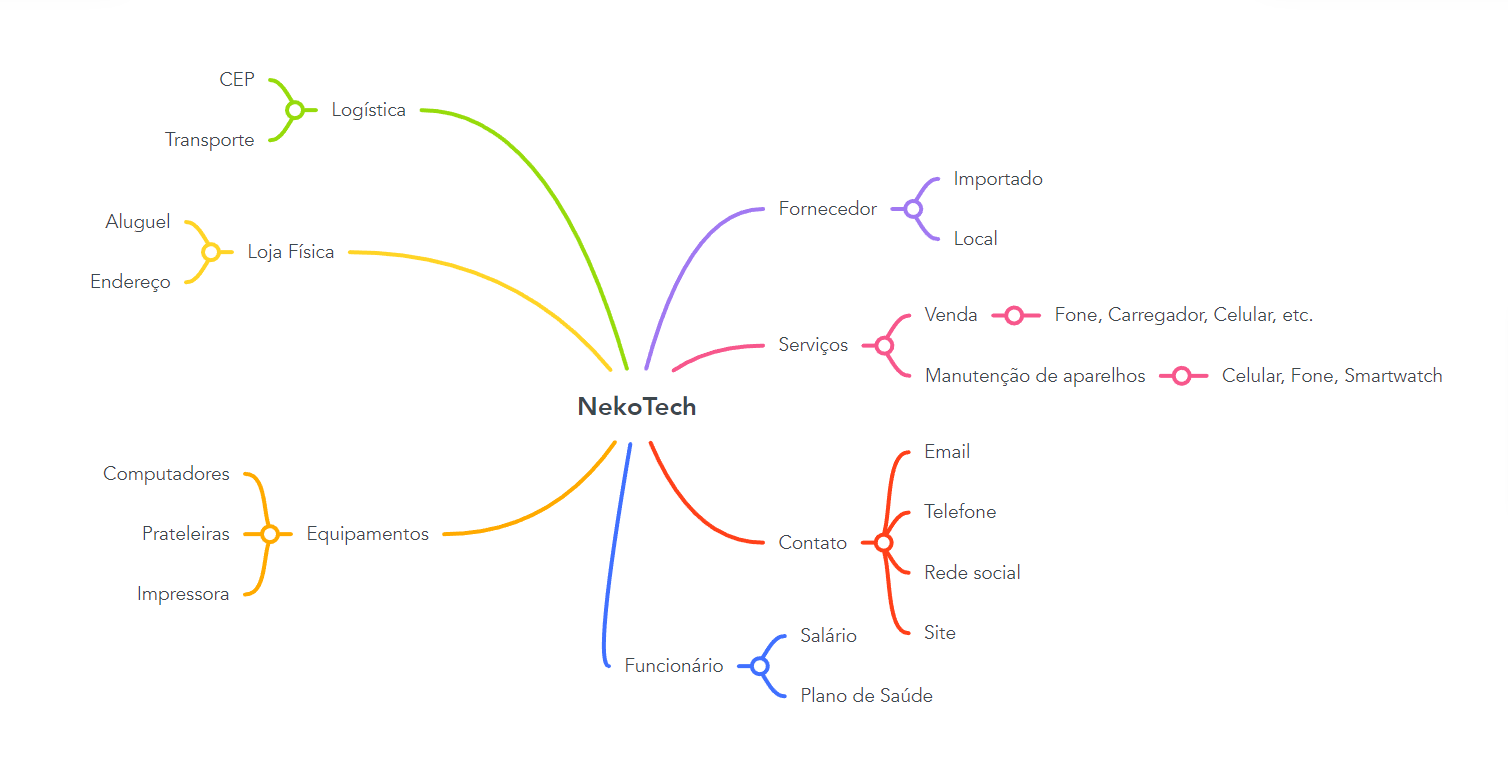 NekoTech
Logística
CEP
Transporte
Loja Física
Aluguel
Endereço
Equipamentos
Computadores
Prateleiras
Impressora
Fornecedor
Importado
Local
Serviços
Venda
Fone, Carregador, Celular, etc.
Manutenção de aparelhos
Celular, Fone, Smartwatch
Contato
Email
Telefone
Rede social
Site
Funcionário
Salário
Plano de Saúde